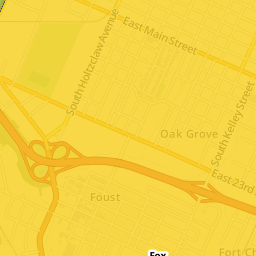 East Main Street
South Holtzclaw Avenue
Oak Grove
South Kelley Street
East 23rd
Foust
Fox
Fort Ch